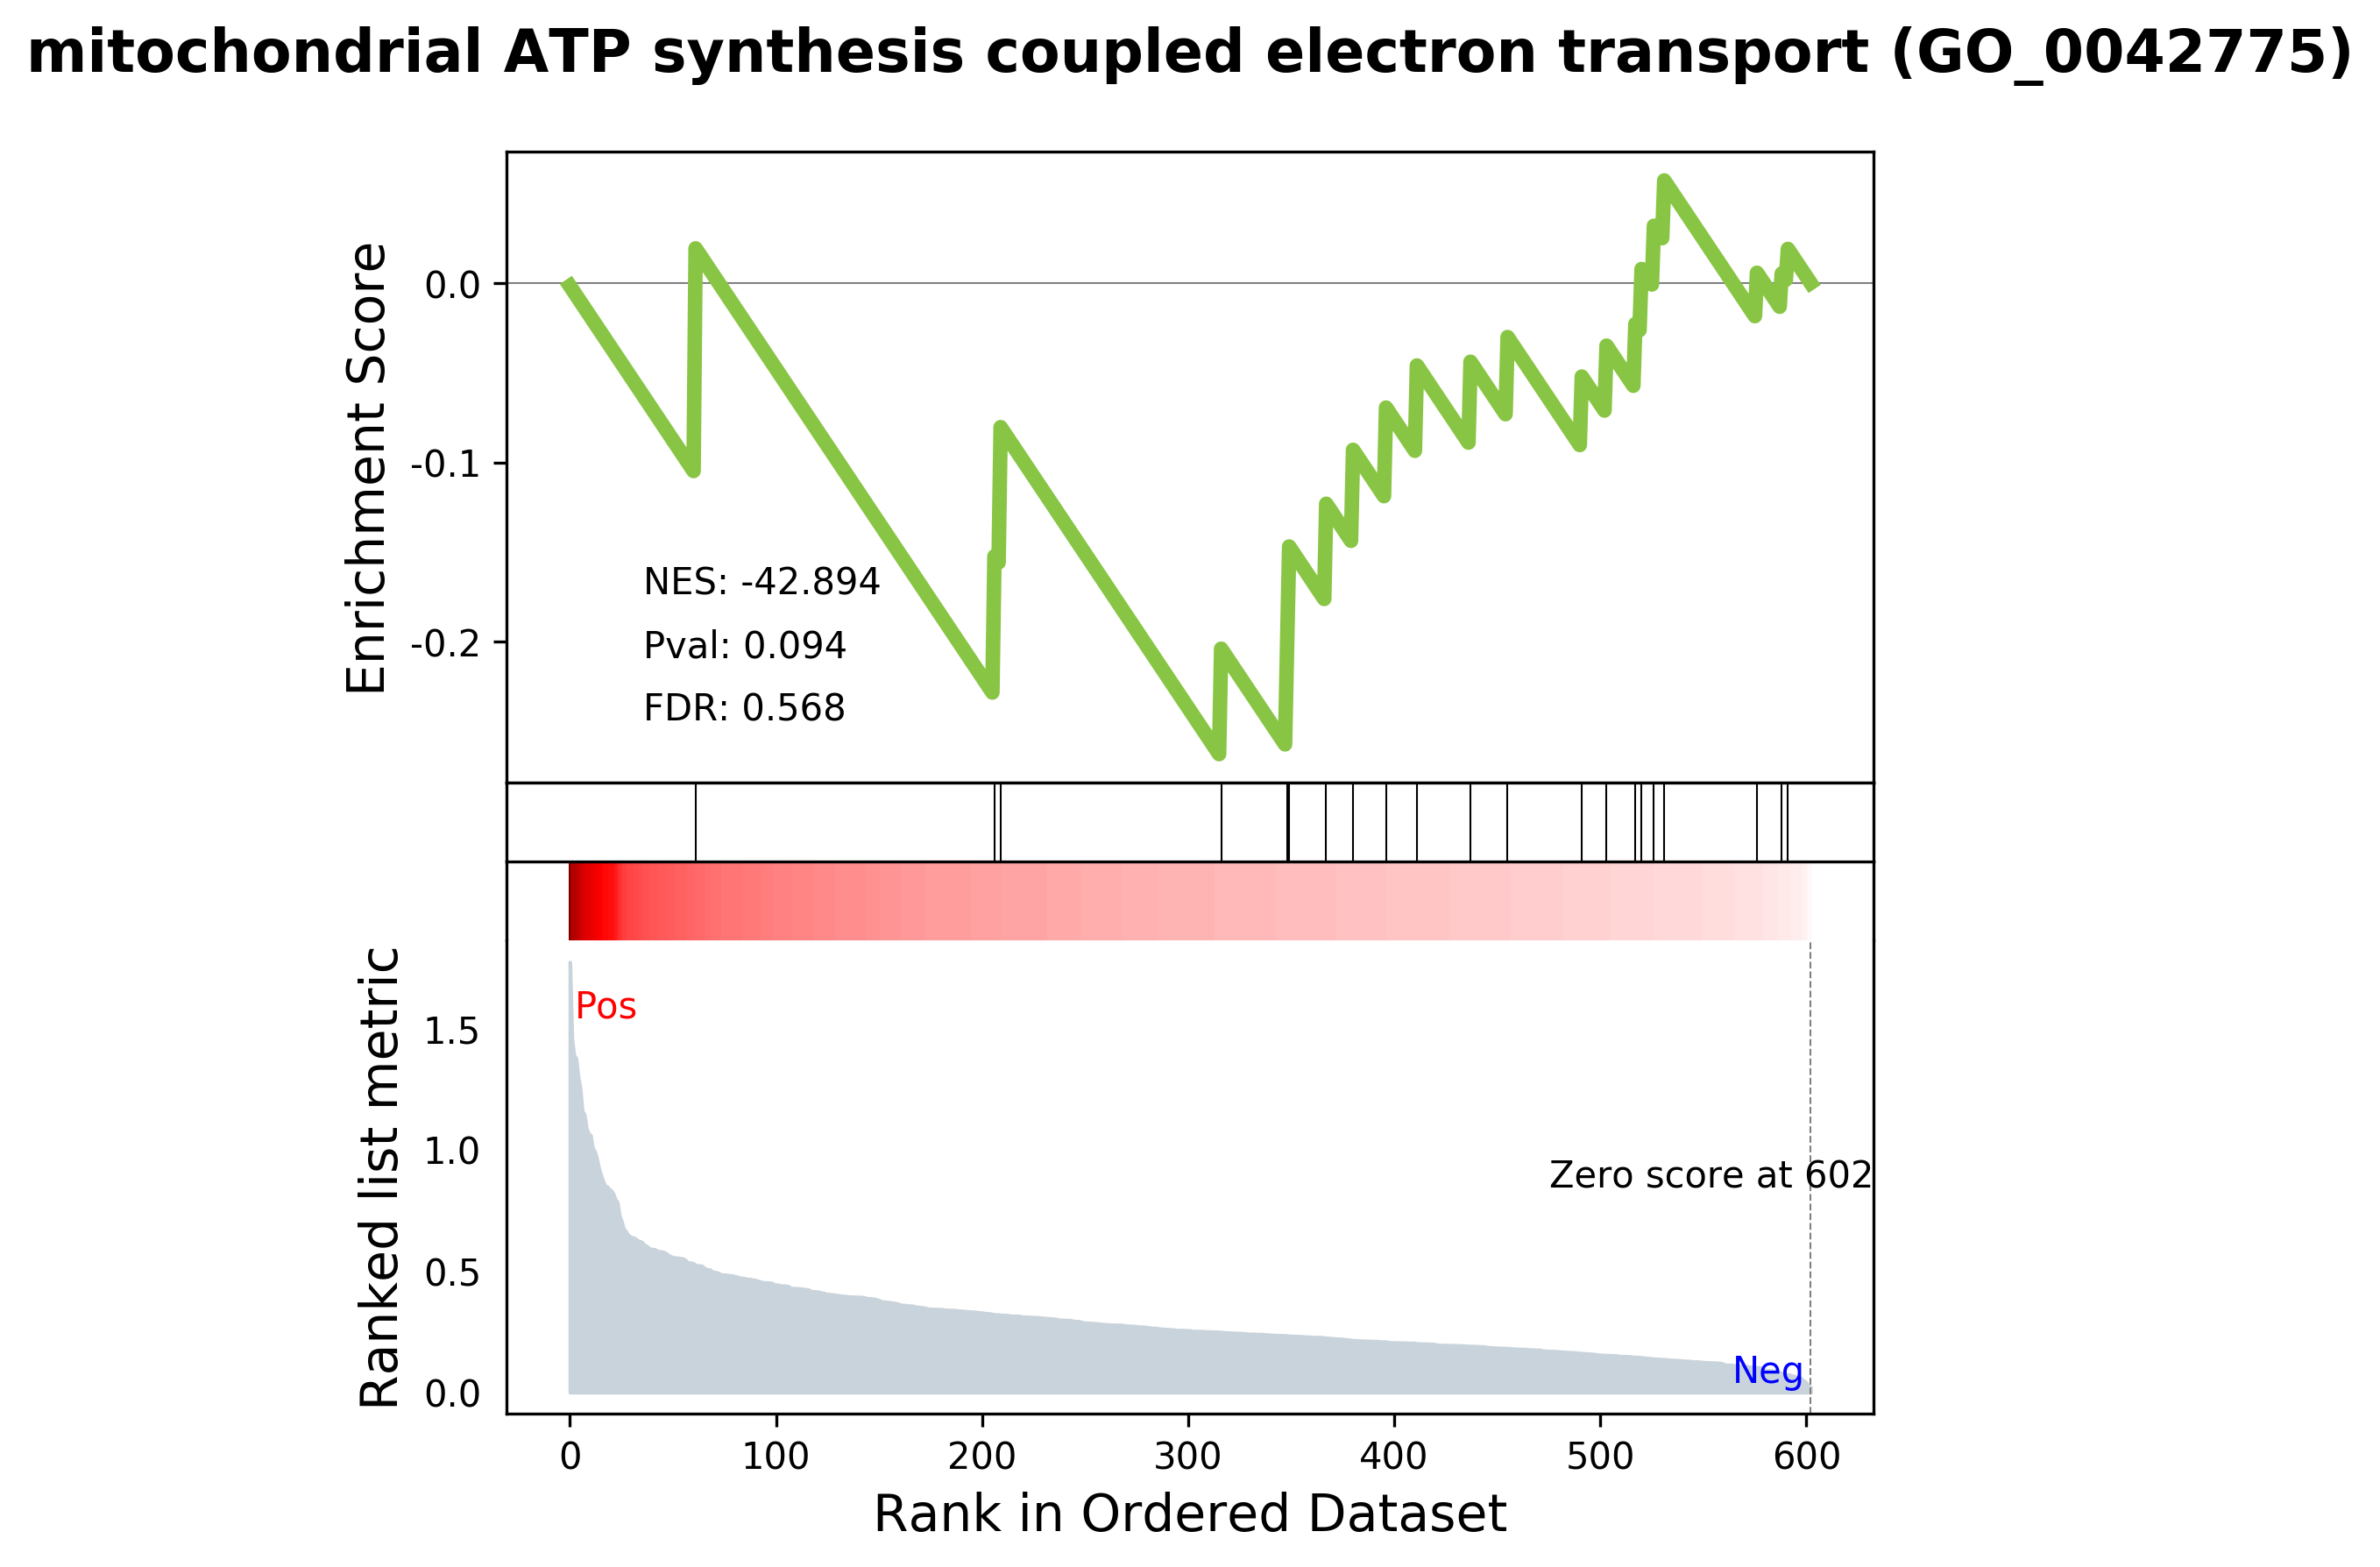 mitochondrial ATP synthesis coupled electron transport (GO_0042775)
Enrichment Score
0.0
-0.1
-0.2
NES: -42.894
Pval: 0.094
FDR: 0.568
Ranked list metric
1.5
1.0
0.5
0.0
Pos
Zero score at 602
Neg
0 100 200 300 400 500 600
Rank in Ordered Dataset